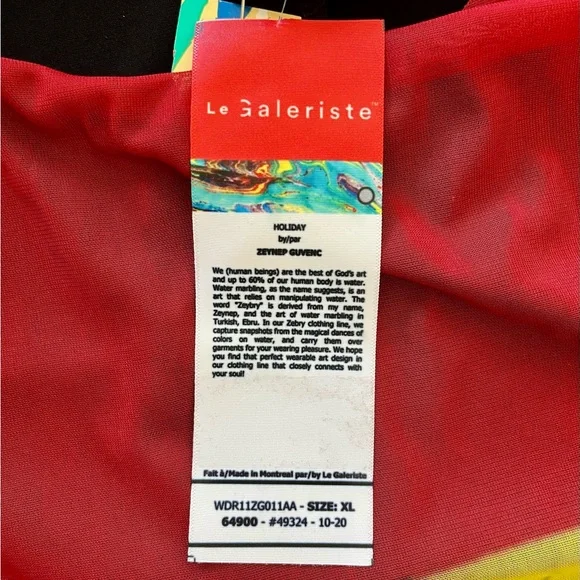 Le Galeriste™
HOLIDAY
by/par
ZEYNEP GUVENC
We (human beings) are the best of God's art
and up to 60% of our human body is water.
Water marbling, as the name suggests, is an
art that relies on manipulating water. The
word "Zeybry" is derived from my name,
Zeynep, and the art of water marbling in
Turkish, Ebru. In our Zebry clothing line, we
capture snapshots from the magical dances of
colors on water, and carry them over
garments for your wearing pleasure. We hope
you find that perfect wearable art design in
our clothing line that closely connects with
your soul!
Fait à/Made in Montreal par/by Le Galeriste
WDR11ZG011AA - SIZE: XL
64900 - #49324 - 10-20